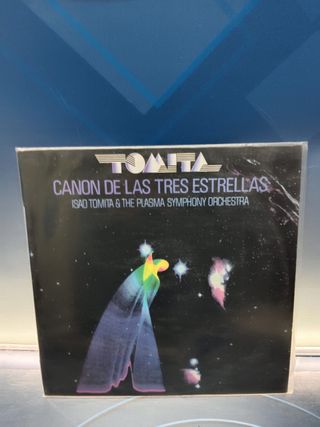 TOMITA
CANON DE LAS TRES ESTRELLAS
ISAO TOMITA & THE PLASMA SYMPHONY ORCHESTRA